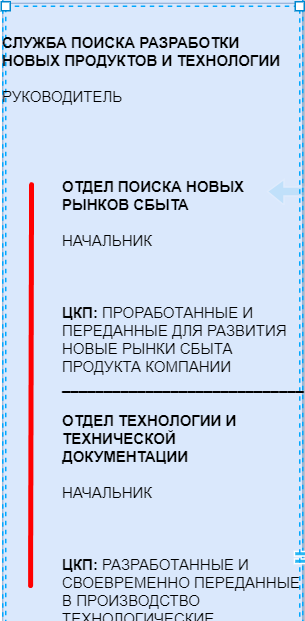 СЛУЖБА ПОИСКА РАЗРАБОТКИ
НОВЫХ ПРОДУКТОВ И ТЕХНОЛОГИИ
РУКОВОДИТЕЛЬ
ОТДЕЛ ПОИСКА НОВЫХ
РЫНКОВ СБЫТА
НАЧАЛЬНИК
ЦКП: ПРОРАБОТАННЫЕ И
ПЕРЕДАННЫЕ ДЛЯ РАЗВИТИЯ
НОВЫЕ РЫНКИ СБЫТА
ПРОДУКТА КОМПАНИИ
ОТДЕЛ ТЕХНОЛОГИИ И
ТЕХНИЧЕСКОЙ
ДОКУМЕНТАЦИИ
НАЧАЛЬНИК
ЦКП: РАЗРАБОТАННЫЕ И
СВОЕВРЕМЕННО ПЕРЕДАННЫЕ
В ПРОИЗВОДСТВО
ТЕХНОЛОГИЧЕСКИЕ